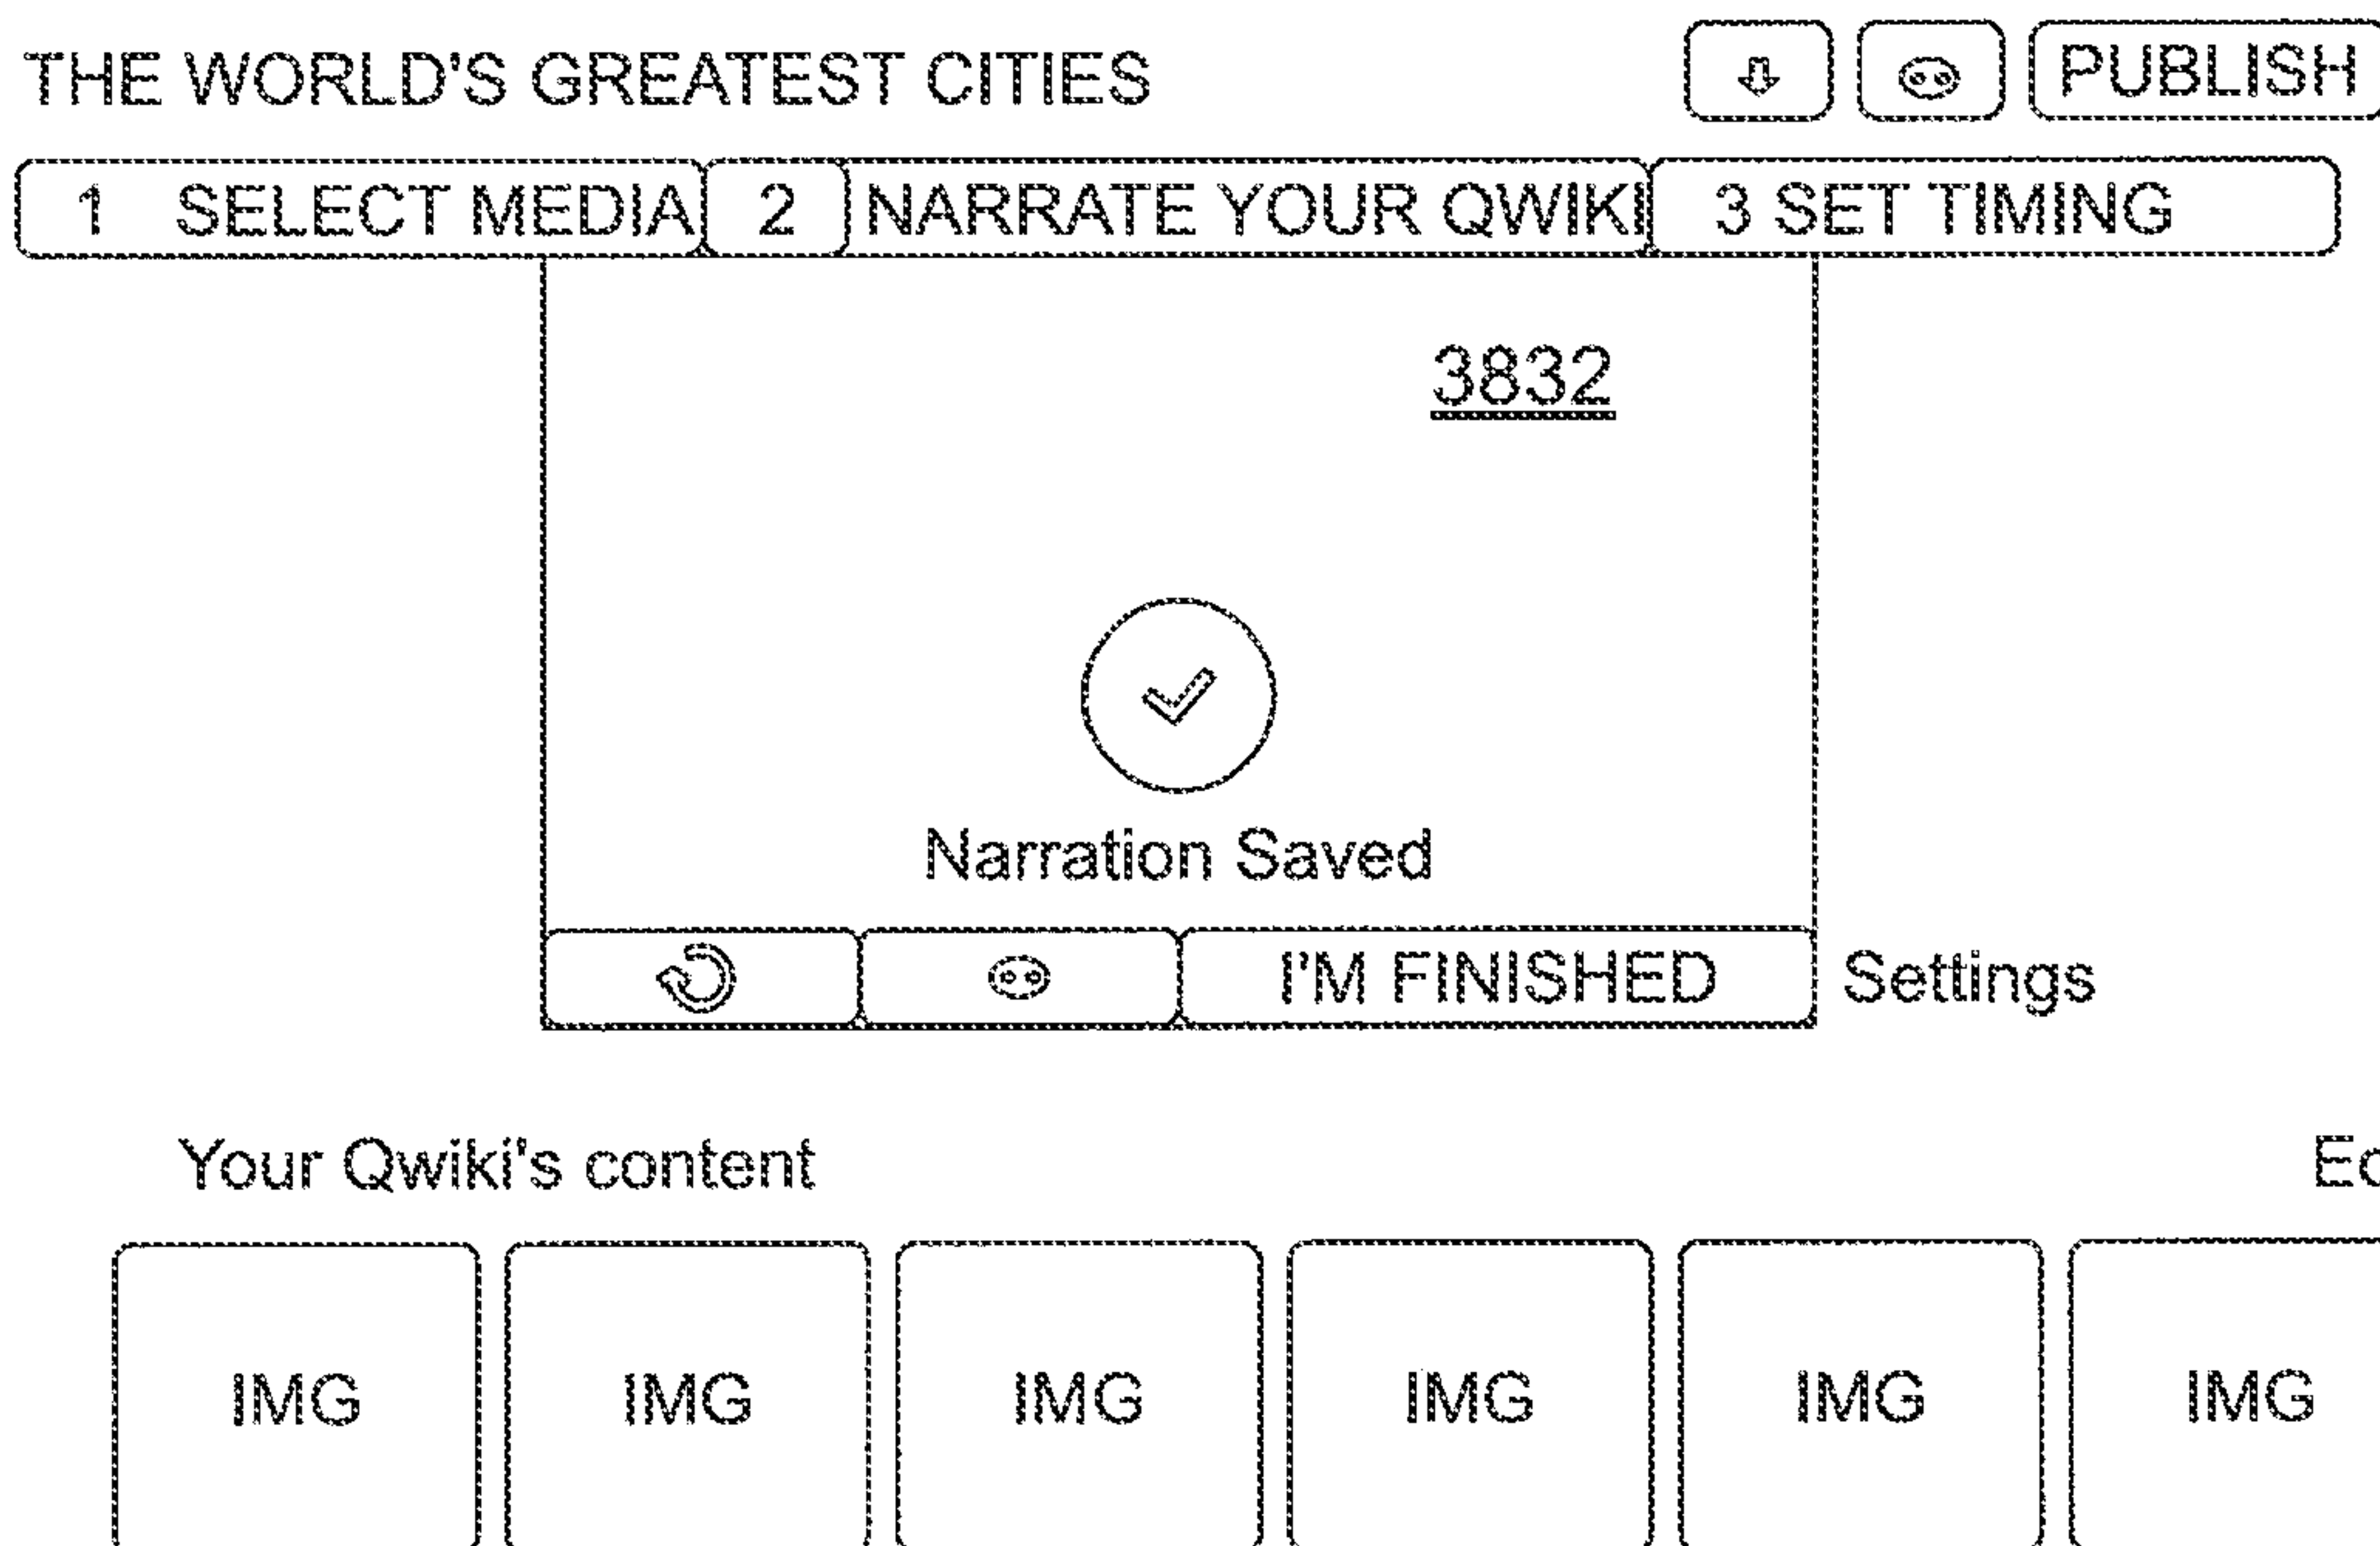 THE WORLD'S GREATEST CITIES PUBLISH
1 SELECT MEDIA 2 NARRATE YOUR QWIKI 3 SET TIMING
3832
Narration Saved
I'M FINISHED Settings
Your Qwiki's content
IMG IMG IMG IMG IMG IMG